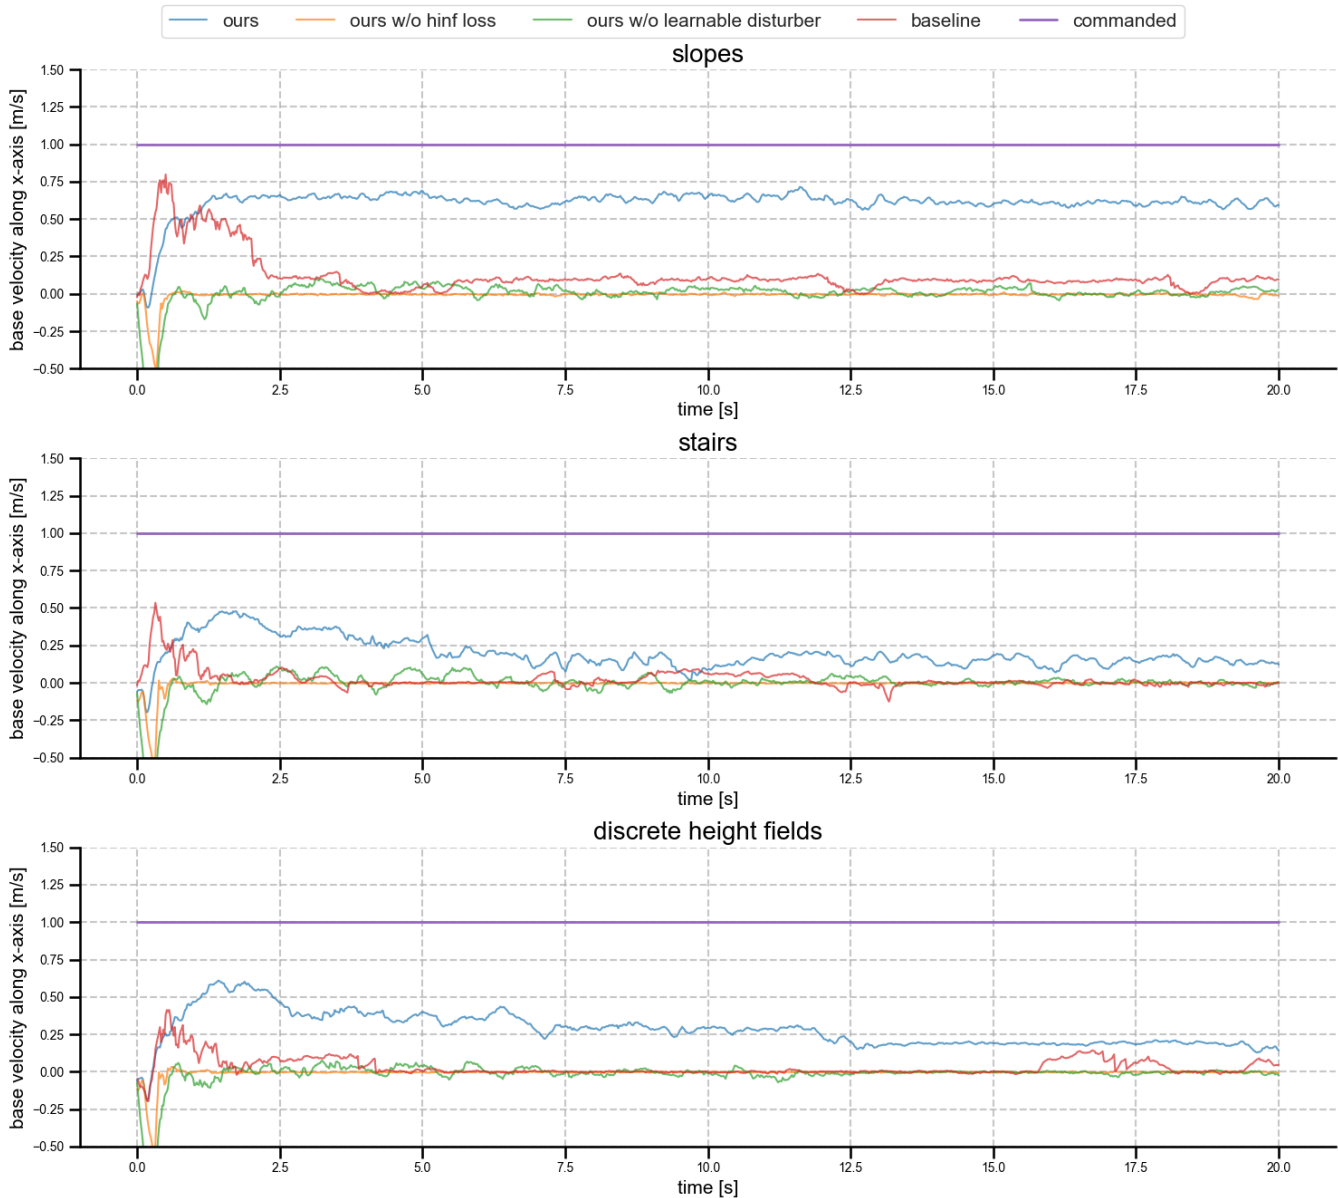 ours ours w/o hinf loss ours w/o learnable disturber baseline commanded
slopes
base velocity along x-axis [m/s]
1.50
1.25
1.00
0.75
0.50
0.25
0.00
−0.25
−0.50
0.0 2.5 5.0 7.5 10.0 12.5 15.0 17.5 20.0
time [s]
stairs
base velocity along x-axis [m/s]
1.50
1.25
1.00
0.75
0.50
0.25
0.00
−0.25
−0.50
0.0 2.5 5.0 7.5 10.0 12.5 15.0 17.5 20.0
time [s]
discrete height fields
base velocity along x-axis [m/s]
1.50
1.25
1.00
0.75
0.50
0.25
0.00
−0.25
−0.50
0.0 2.5 5.0 7.5 10.0 12.5 15.0 17.5 20.0
time [s]